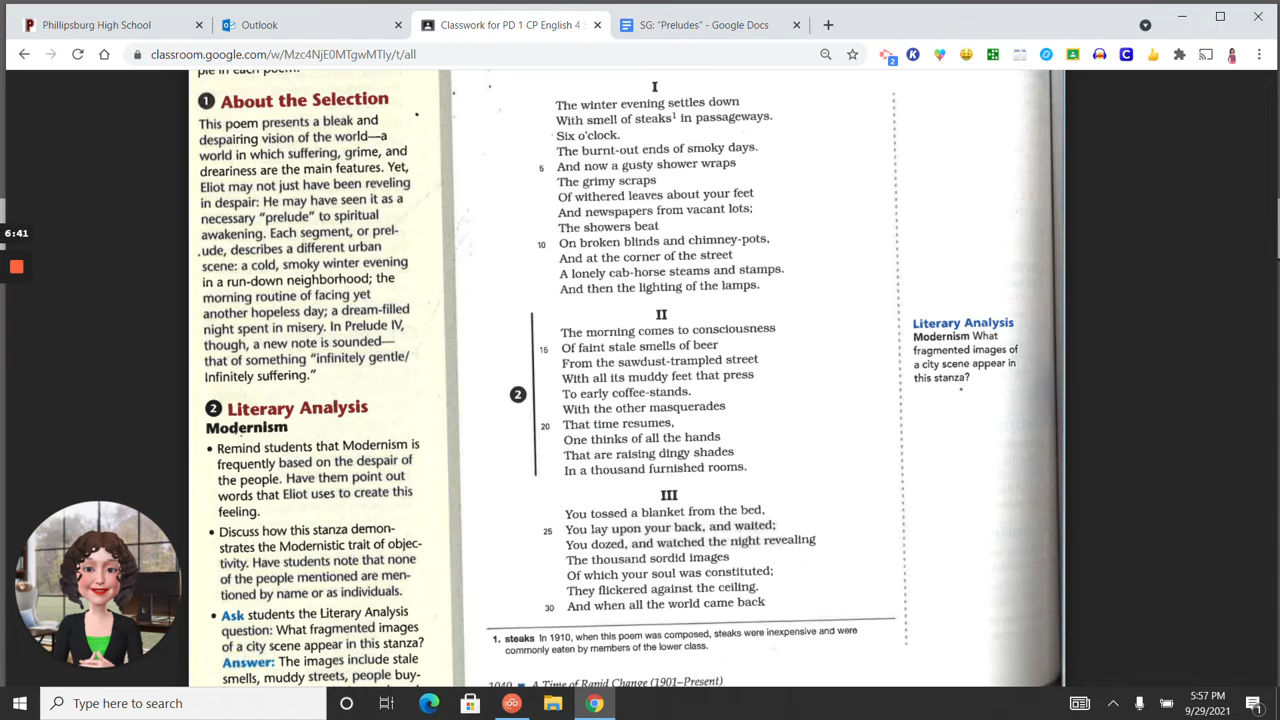 Phillipsburg High School
Outlook
Classwork for PD 1 CP English 4 S
SG: "Preludes" - Google Docs
classroom.google.com/w/Mzc4NjE0MTgwMTIy/t/all
2
ple in each poem.
1 About the Selection
This poem presents a bleak and
despairing vision of the world—a
world in which suffering, grime, and
dreariness are the main features. Yet,
Eliot may not just have been reveling
in despair: He may have seen it as a
necessary "prelude" to spiritual
awakening. Each segment, or prel-
ude, describes a different urban
scene: a cold, smoky winter evening
in a run-down neighborhood; the
morning routine of facing yet
another hopeless day; a dream-filled
night spent in misery. In Prelude IV,
though, a new note is sounded—
that of something "infinitely gentle/
Infinitely suffering."
2 Literary Analysis
Modernism
• Remind students that Modernism is
frequently based on the despair of
the people. Have them point out
words that Eliot uses to create this
feeling.
• Discuss how this stanza demon-
strates the Modernistic trait of objec-
tivity. Have students note that none
of the people mentioned are men-
tioned by name or as individuals.
• Ask students the Literary Analysis
question: What fragmented images
of a city scene appear in this stanza?
Answer: The images include stale
smells, muddy streets, people buy-
I
The winter evening settles down
With smell of steaks1 in passageways.
Six o'clock.
The burnt-out ends of smoky days.
5 And now a gusty shower wraps
The grimy scraps
Of withered leaves about your feet
And newspapers from vacant lots;
The showers beat
10 On broken blinds and chimney-pots,
And at the corner of the street
A lonely cab-horse steams and stamps.
And then the lighting of the lamps.
II
The morning comes to consciousness
15 Of faint stale smells of beer
From the sawdust-trampled street
With all its muddy feet that press
2 To early coffee-stands.
With the other masquerades
20 That time resumes,
One thinks of all the hands
That are raising dingy shades
In a thousand furnished rooms.
III
You tossed a blanket from the bed,
25 You lay upon your back, and waited;
You dozed, and watched the night revealing
The thousand sordid images
Of which your soul was constituted;
They flickered against the ceiling.
30 And when all the world came back
1. steaks In 1910, when this poem was composed, steaks were inexpensive and were
commonly eaten by members of the lower class.
1040 ■ A Time of Rapid Change (1901–Present)
Literary Analysis
Modernism What
fragmented images of
a city scene appear in
this stanza?
6:41
Type here to search
5:57 PM
9/29/2021
1